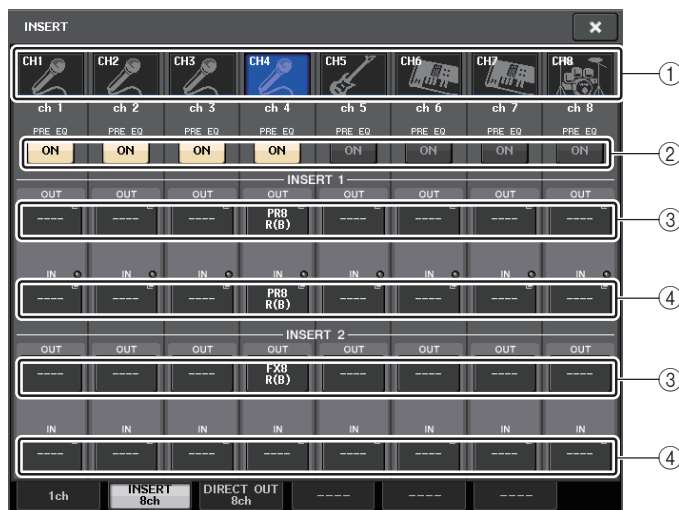 INSERT ×
CH1 CH2 CH3 CH4 CH5 CH6 CH7 CH8 ①
ch 1 ch 2 ch 3 ch 4 ch 5 ch 6 ch 7 ch 8
PRE EQ PRE EQ PRE EQ PRE EQ PRE EQ PRE EQ PRE EQ PRE EQ
ON ON ON ON ON ON ON ON ②
INSERT 1
OUT OUT OUT OUT OUT OUT OUT OUT
---- ---- ---- PR8 R(B) ---- ---- ---- ---- ③
IN IN IN IN IN IN IN IN
---- ---- ---- PR8 R(B) ---- ---- ---- ---- ④
INSERT 2
OUT OUT OUT OUT OUT OUT OUT OUT
---- ---- ---- FX8 R(B) ---- ---- ---- ---- ③
IN IN IN IN IN IN IN IN
---- ---- ---- ---- ---- ---- ---- ---- ④
1ch INSERT 8ch DIRECT OUT 8ch ---- ---- ----